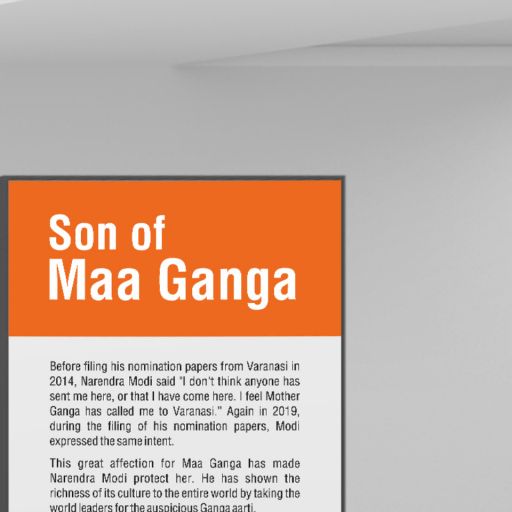 Son of
Maa Ganga
Before filing his nomination papers from Varanasi in
2014, Narendra Modi said "I don't think anyone has
sent me here, or that I have come here. I feel Mother
Ganga has called me to Varanasi." Again in 2019,
during the filing of his nomination papers, Modi
expressed the same intent.
This great affection for Maa Ganga has made
Narendra Modi protect her. He has shown the
richness of its culture to the entire world by taking the
world leaders for the auspicious Ganga aarti.